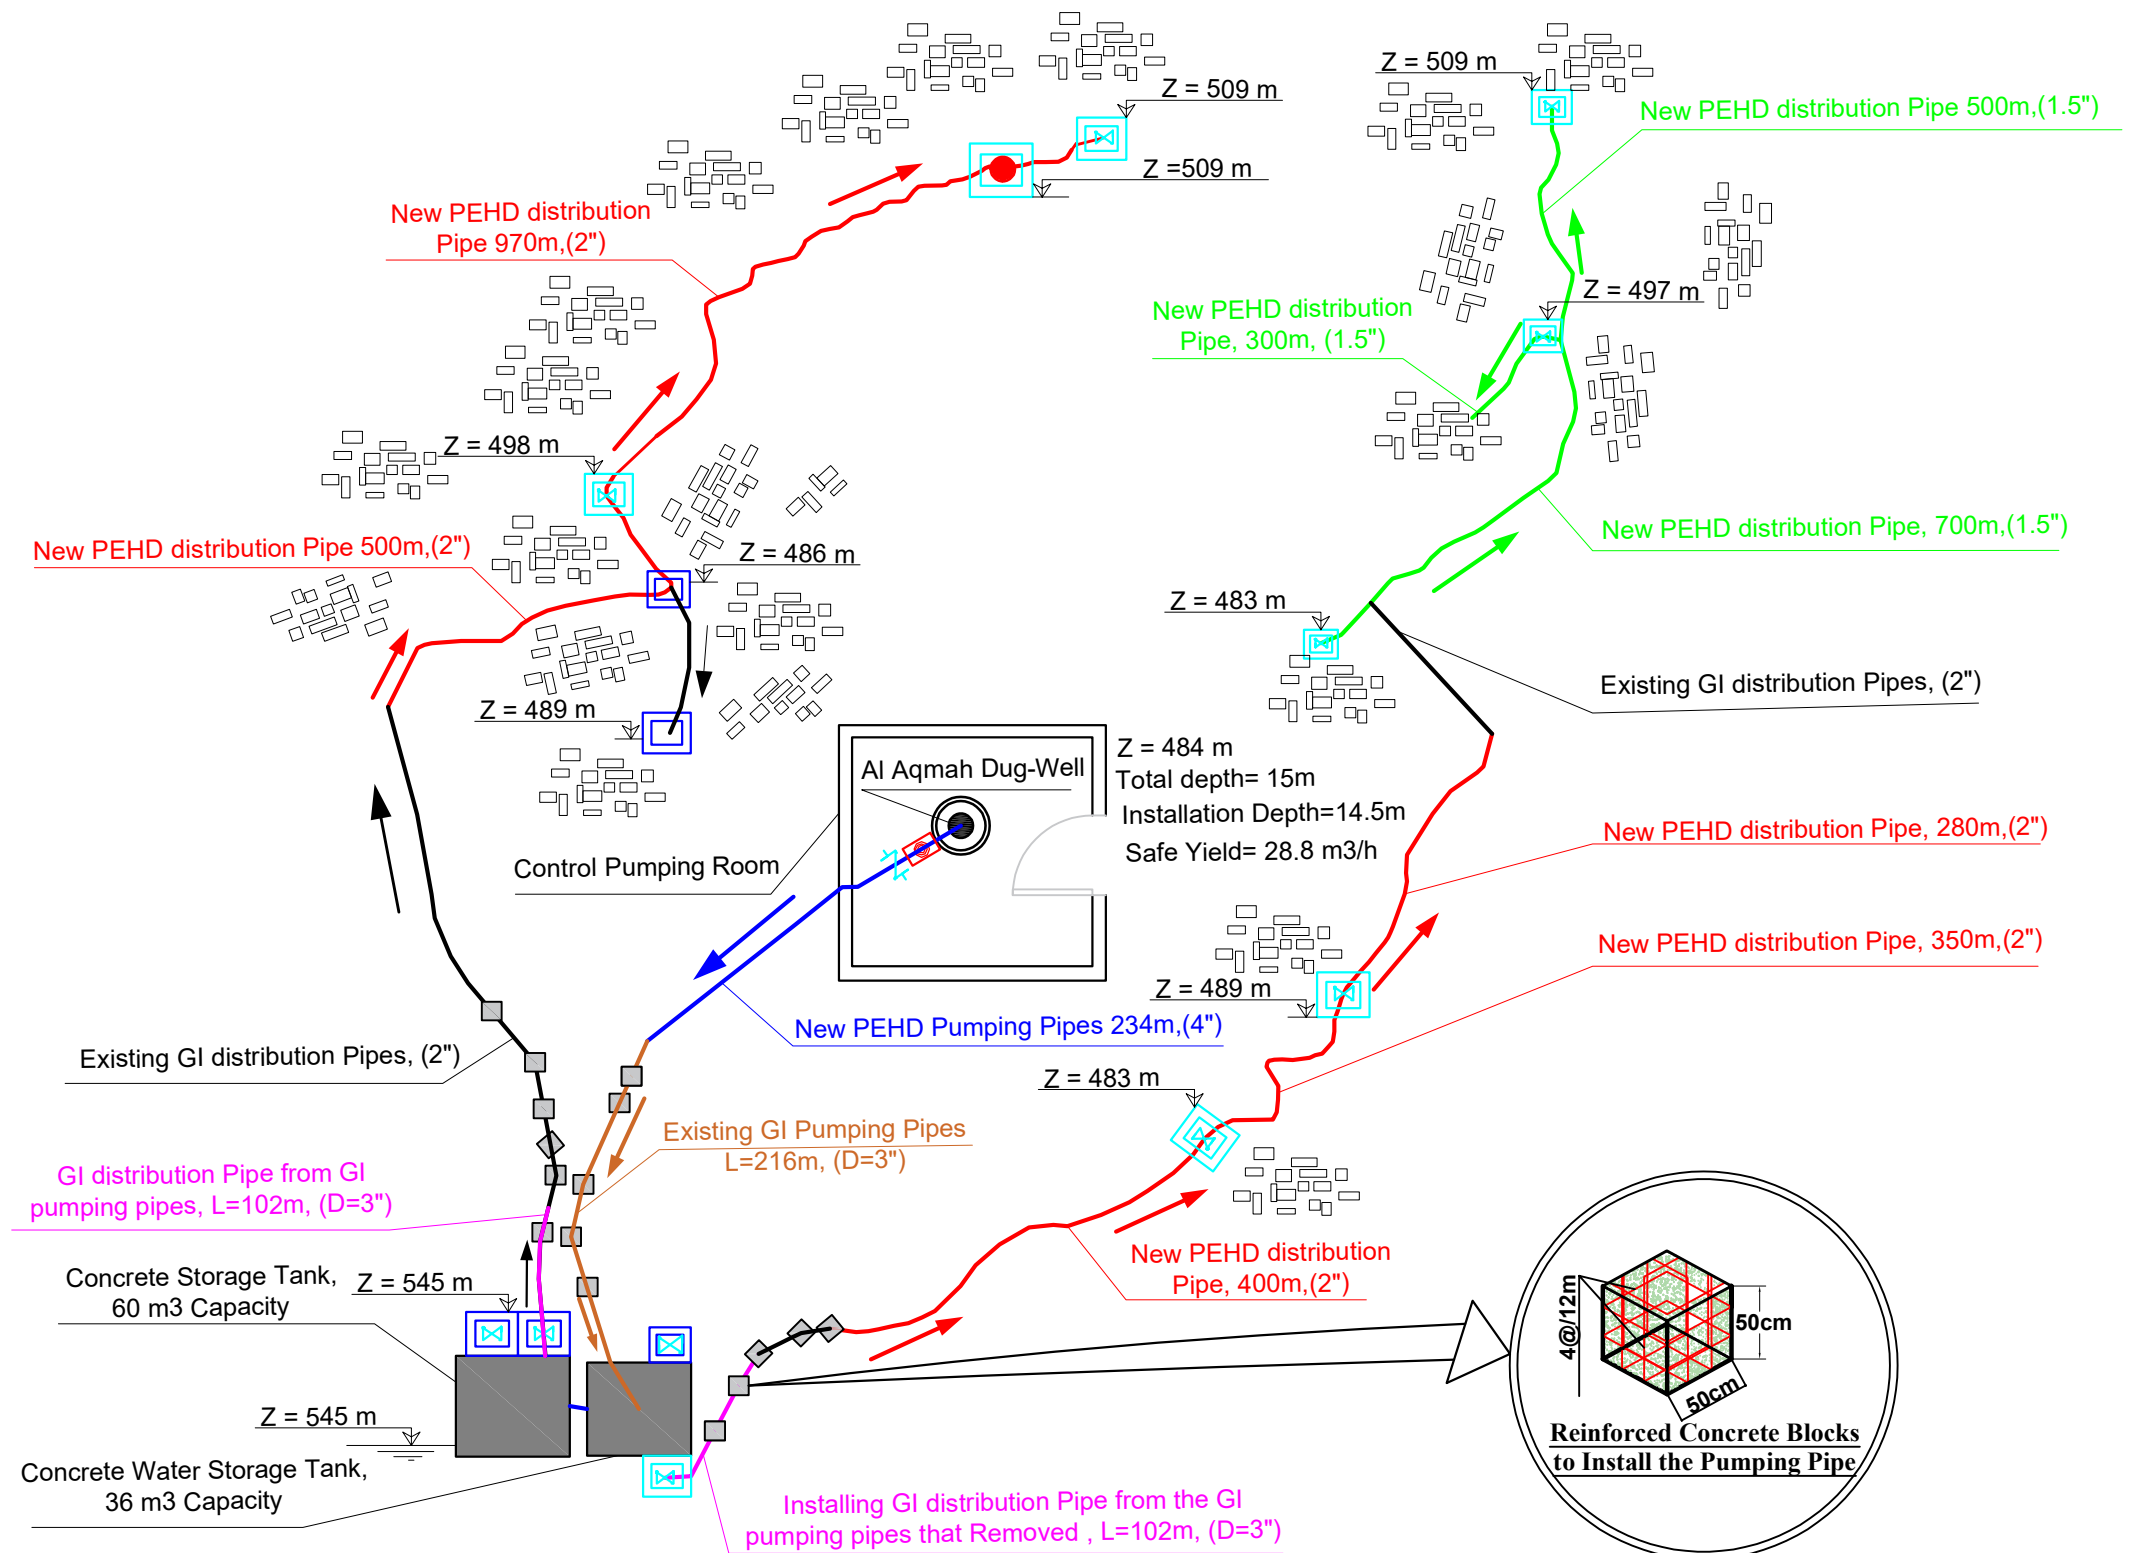 Z = 509 m
Z =509 m
New PEHD distribution
Pipe 970m,(2")
Z = 498 m
New PEHD distribution Pipe 500m,(2")
Z = 486 m
Z = 489 m
Z = 509 m
New PEHD distribution Pipe 500m,(1.5")
Z = 497 m
New PEHD distribution
Pipe, 300m, (1.5")
New PEHD distribution Pipe, 700m,(1.5")
Z = 483 m
Existing GI distribution Pipes, (2")
Al Aqmah Dug-Well
Z = 484 m
Total depth= 15m
Installation Depth=14.5m
Safe Yield= 28.8 m3/h
Control Pumping Room
New PEHD distribution Pipe, 280m,(2")
New PEHD distribution Pipe, 350m,(2")
Z = 489 m
New PEHD Pumping Pipes 234m,(4")
Existing GI distribution Pipes, (2")
Z = 483 m
Existing GI Pumping Pipes
L=216m, (D=3")
GI distribution Pipe from GI
pumping pipes, L=102m, (D=3")
New PEHD distribution
Pipe, 400m,(2")
Concrete Storage Tank,
60 m3 Capacity
Z = 545 m
Z = 545 m
Concrete Water Storage Tank,
36 m3 Capacity
Installing GI distribution Pipe from the GI
pumping pipes that Removed , L=102m, (D=3")
4@/12m
50cm
50cm
Reinforced Concrete Blocks
to Install the Pumping Pipe